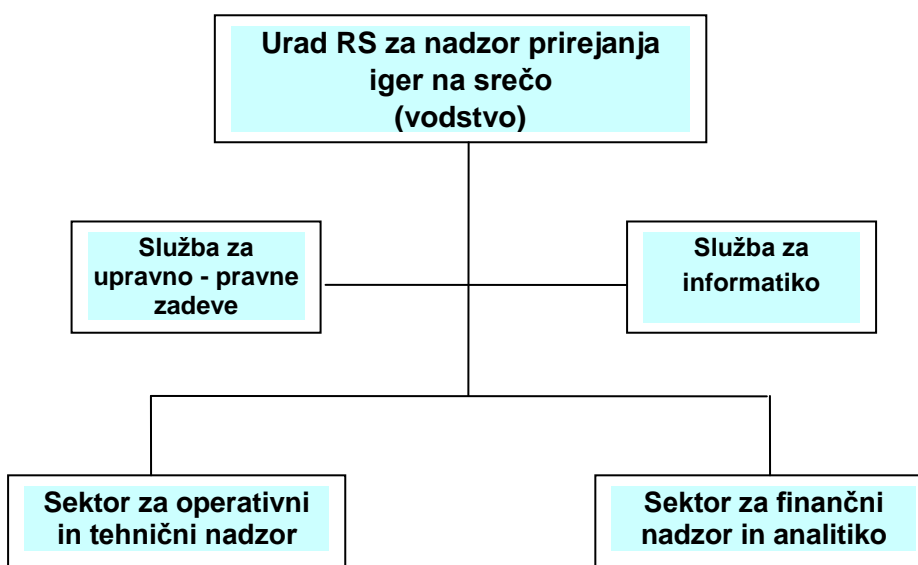 Urad RS za nadzor prirejanja
iger na srečo
(vodstvo)
Služba za
upravno - pravne
zadeve
Služba za
informatiko
Sektor za operativni
in tehnični nadzor
Sektor za finančni
nadzor in analitiko